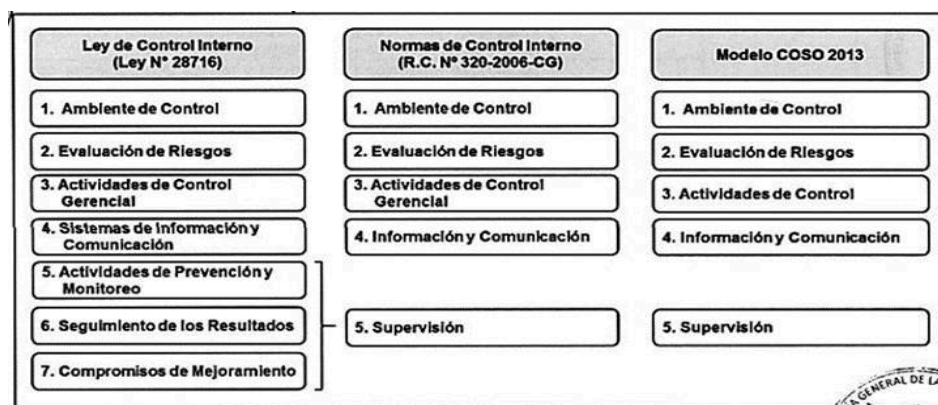 Ley de Control Interno
(Ley N° 28716)
1. Ambiente de Control
2. Evaluación de Riesgos
3. Actividades de Control
Gerencial
4. Sistemas de Información y
Comunicación
5. Actividades de Prevención y
Monitoreo
6. Seguimiento de los Resultados
7. Compromisos de Mejoramiento
Normas de Control Interno
(R.C. N° 320-2006-CG)
1. Ambiente de Control
2. Evaluación de Riesgos
3. Actividades de Control
Gerencial
4. Información y Comunicación
5. Supervisión
Modelo COSO 2013
1. Ambiente de Control
2. Evaluación de Riesgos
3. Actividades de Control
4. Información y Comunicación
5. Supervisión
GENERAL DE LA